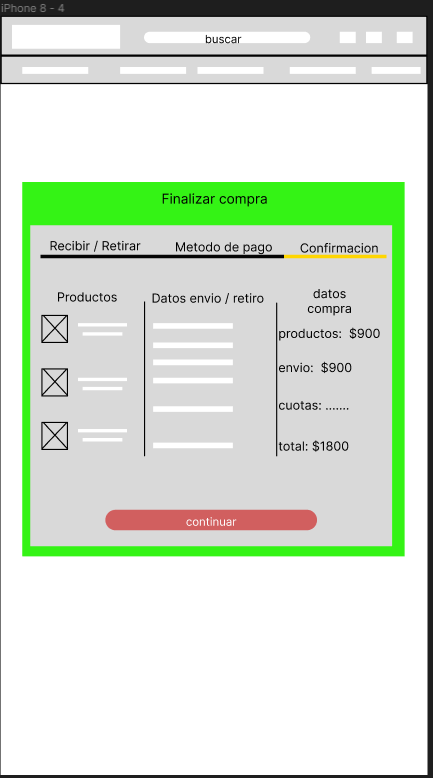 iPhone 8 - 4
buscar
Finalizar compra
Recibir / Retirar
Metodo de pago
Confirmacion
Productos
Datos envio / retiro
datos
compra
productos: $900
envio: $900
cuotas: .......
total: $1800
continuar